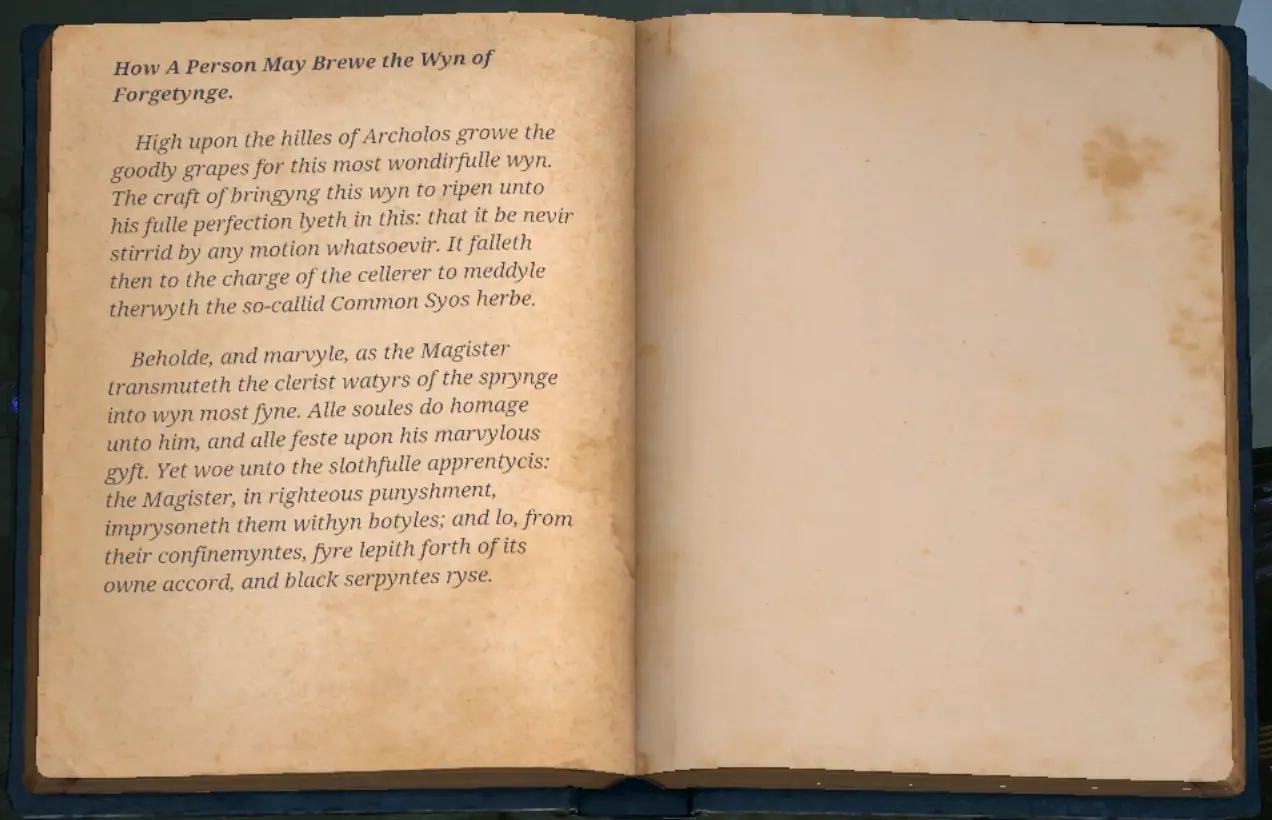 How A Person May Brewe the Wyn of
Forgetynge.
High upon the hilles of Archolos growe the
goodly grapes for this most wondirfulle wyn.
The craft of bringyng this wyn to ripen unto
his fulle perfection lyeth in this: that it be nevir
stirrid by any motion whatsoevir. It falleth
then to the charge of the cellerer to meddyle
therwyth the so-callid Common Syos herbe.
Beholde, and marvyle, as the Magister
transmuteth the clerist watyrs of the sprynge
into wyn most fyne. Alle soules do homage
unto him, and alle feste upon his marvylous
gyft. Yet woe unto the slothfulle apprentycis:
the Magister, in righteous punyshment,
imprysoneth them withyn botyles; and lo, from
their confinemyntes, fyre lepith forth of its
owne accord, and black serpyntes ryse.